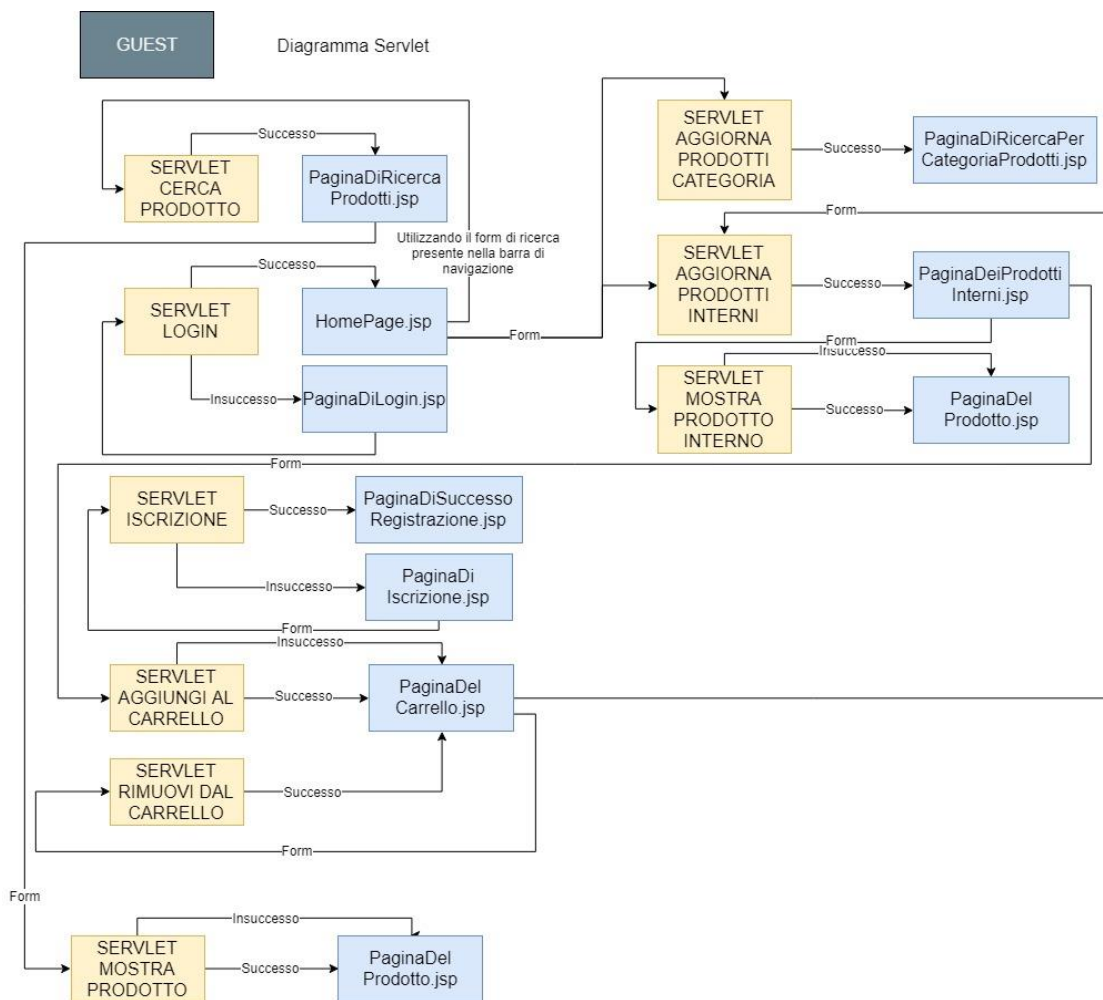 GUEST
Diagramma Servlet
Successo
SERVLET
CERCA
PRODOTTO
PaginaDiRicerca
Prodotti.jsp
Utilizzando il form di ricerca
presente nella barra di
navigazione
Successo
SERVLET
LOGIN
HomePage.jsp
Form
Insuccesso
PaginaDiLogin.jsp
SERVLET
AGGIORNA
PRODOTTI
CATEGORIA
Successo
PaginaDiRicercaPer
CategoriaProdotti.jsp
Form
SERVLET
AGGIORNA
PRODOTTI
INTERNI
Successo
PaginaDeiProdotti
Interni.jsp
Form
Insuccesso
SERVLET
MOSTRA
PRODOTTO
INTERNO
Successo
PaginaDel
Prodotto.jsp
Form
SERVLET
ISCRIZIONE
Successo
PaginaDiSuccesso
Registrazione.jsp
Insuccesso
PaginaDi
Iscrizione.jsp
Form
Insuccesso
SERVLET
AGGIUNGI AL
CARRELLO
Successo
PaginaDel
Carrello.jsp
SERVLET
RIMUOVI DAL
CARRELLO
Successo
Form
Form
Insuccesso
SERVLET
MOSTRA
PRODOTTO
Successo
PaginaDel
Prodotto.jsp